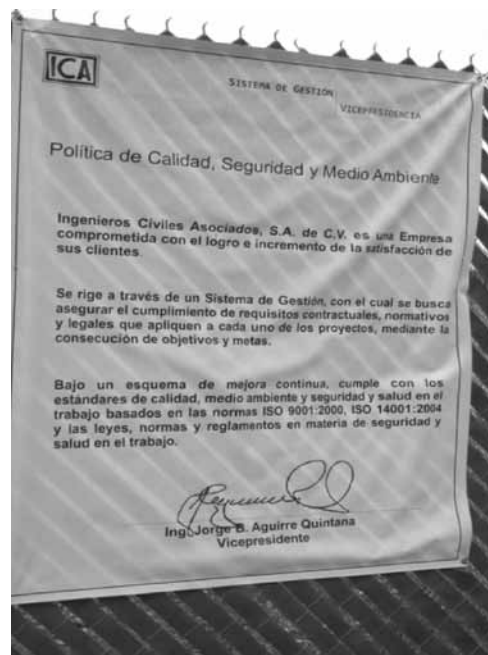 ICA
SISTEMA DE GESTIÓN
VICEPRESIDENCIA
Política de Calidad, Seguridad y Medio Ambiente
Ingenieros Civiles Asociados, S.A. de C.V. es una Empresa
comprometida con el logro e incremento de la satisfacción de
sus clientes.
Se rige a través de un Sistema de Gestión, con el cual se busca
asegurar el cumplimiento de requisitos contractuales, normativos
y legales que apliquen a cada uno de los proyectos, mediante la
consecución de objetivos y metas.
Bajo un esquema de mejora continua, cumple con los
estándares de calidad, medio ambiente y seguridad y salud en el
trabajo basados en las normas ISO 9001:2000, ISO 14001:2004
y las leyes, normas y reglamentos en materia de seguridad y
salud en el trabajo.
Ing. Jorge B. Aguirre Quintana
Vicepresidente